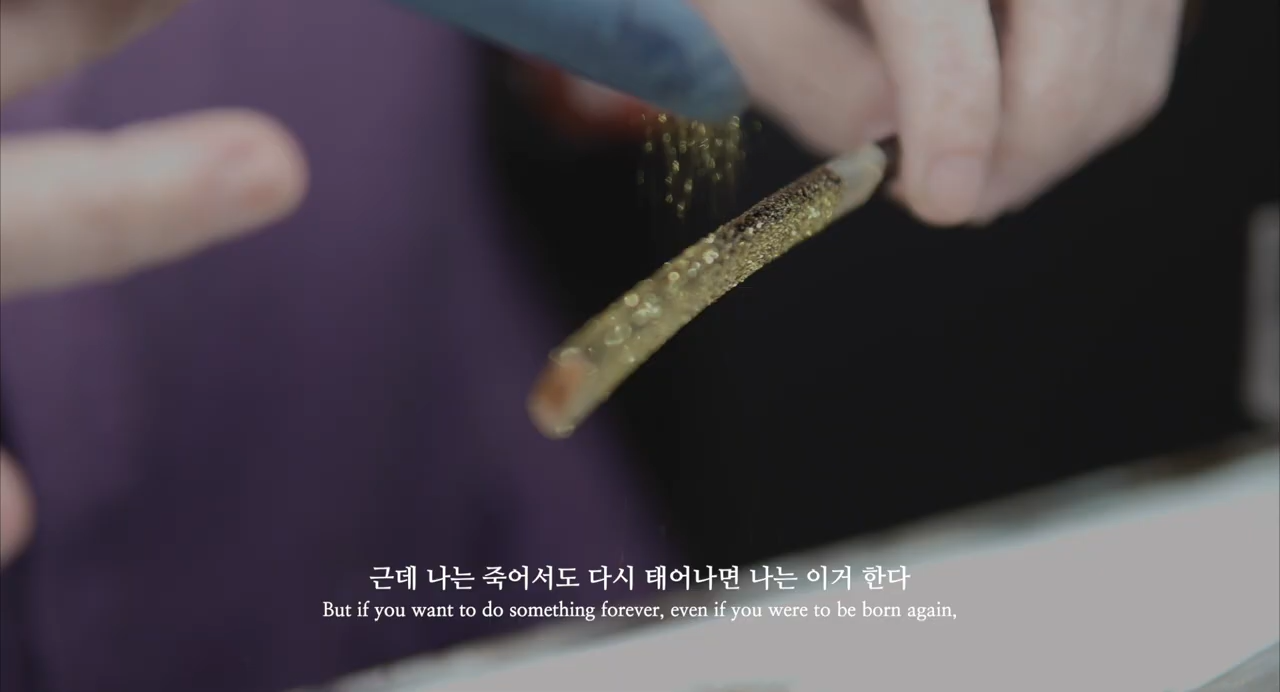 근데 나는 죽어서도 다시 태어나면 나는 이거 한다
But if you want to do something forever, even if you were to be born again,